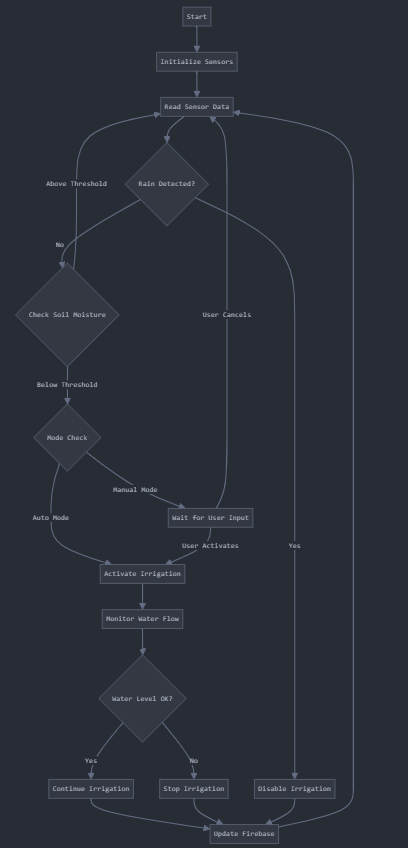 Start
Initialize Sensors
Read Sensor Data
Above Threshold
Rain Detected?
No
Check Soil Moisture
User Cancels
Below Threshold
Mode Check
Manual Mode
Auto Mode
Wait for User Input
User Activates
Yes
Activate Irrigation
Monitor Water Flow
Water Level OK?
Yes
No
Continue Irrigation
Stop Irrigation
Disable Irrigation
Update Firebase